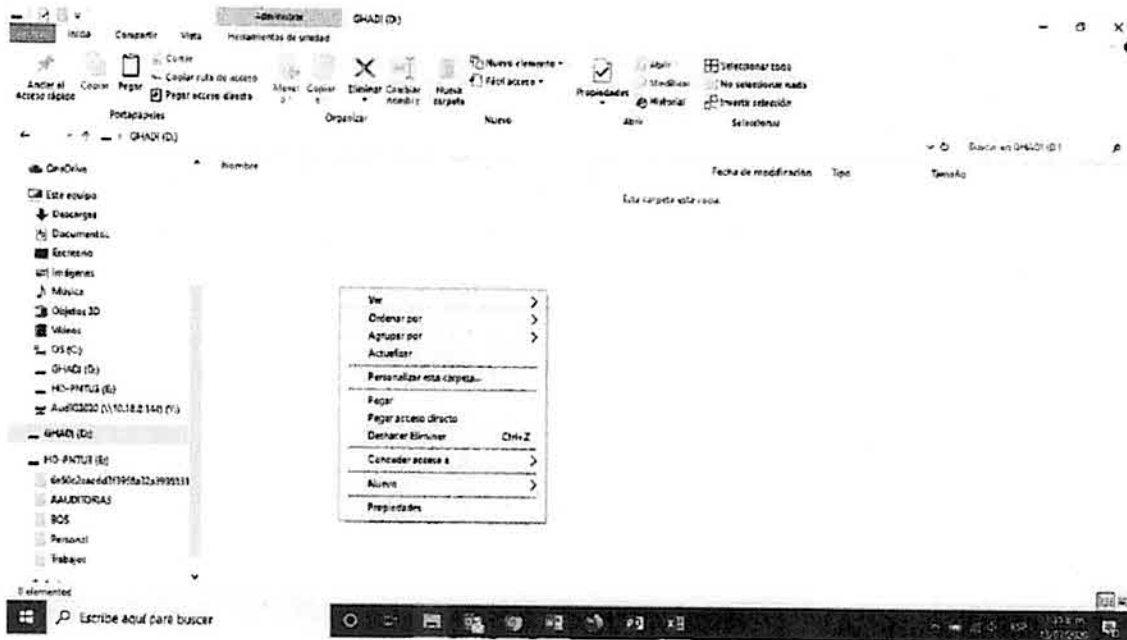 Administrar GHADI (D:)
Inicio Compartir Vista Herramientas de unidad
Anclar al Acceso rápido
Copiar
Pegar
Cortar
Copiar ruta de acceso
Pegar acceso directo
Portapapeles
Mover
Copiar
Eliminar
Cambiar nombre
Nueva carpeta
Organizar
Nuevo elemento
Fácil acceso
Nuevo
Propiedades
Abrir
Modificar
Historial
Abrir
Seleccionar todo
No seleccionar nada
Invertir selección
Seleccionar
GHADI (D:)
Buscar en GHADI (D:)
Nombre Fecha de modificación Tipo Tamaño
Esta carpeta está vacía.
OneDrive
Este equipo
Descargas
Documentos
Escritorio
Imágenes
Música
Objetos 3D
Vídeos
OS (C:)
GHADI (D:)
HD-PNTU3 (E:)
GHADI (D:)
HD-PNTU3 (E:)
AAUDITORIAS
BOS
Personal
Trabajos
0 elementos
Ver
Ordenar por
Agrupar por
Actualizar
Personalizar esta carpeta...
Pegar
Pegar acceso directo
Deshacer Eliminar Ctrl+Z
Conceder acceso a
Nuevo
Propiedades
Escribe aquí para buscar
ESP